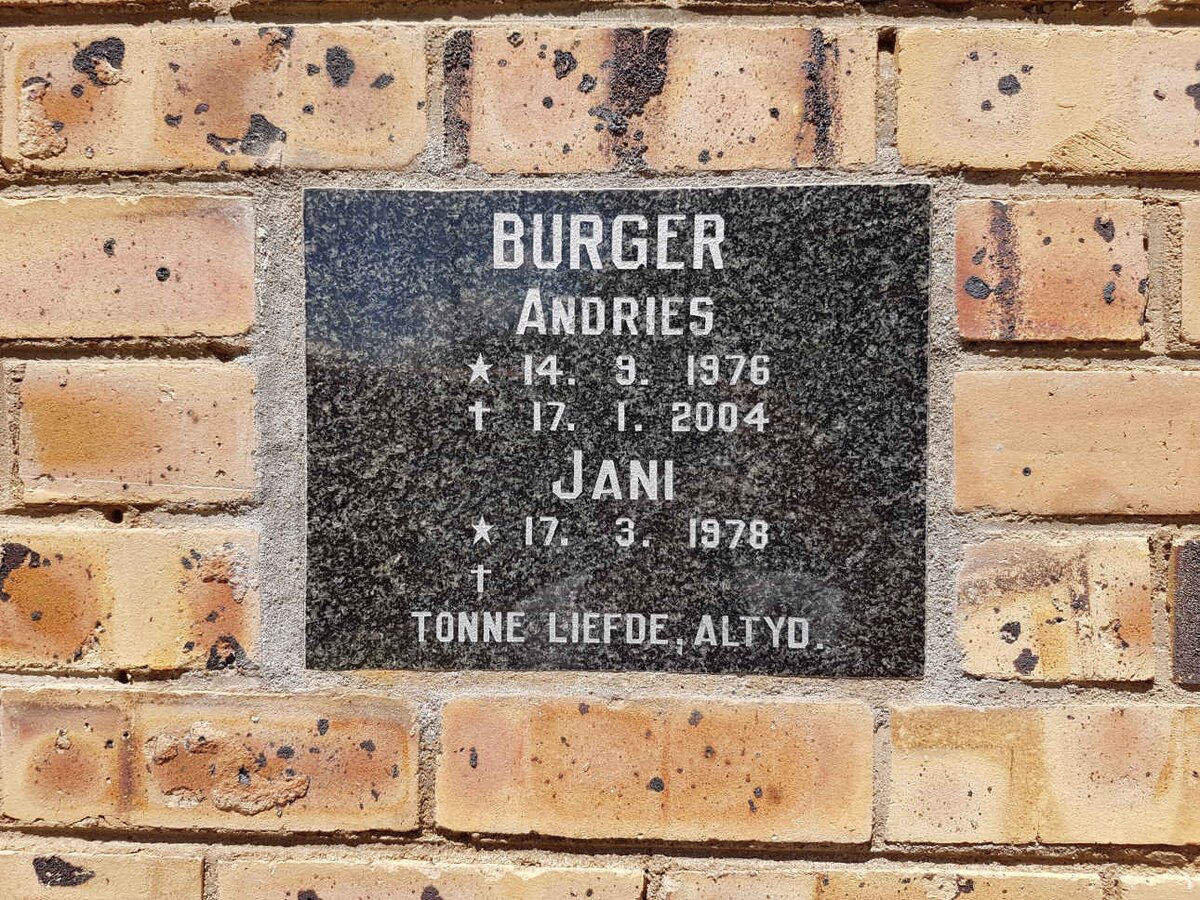 BURGER
ANDRIES
★ 14. 9. 1976
† 17. 1. 2004
JANI
★ 17. 3. 1978
†
TONNE LIEFDE, ALTYD.